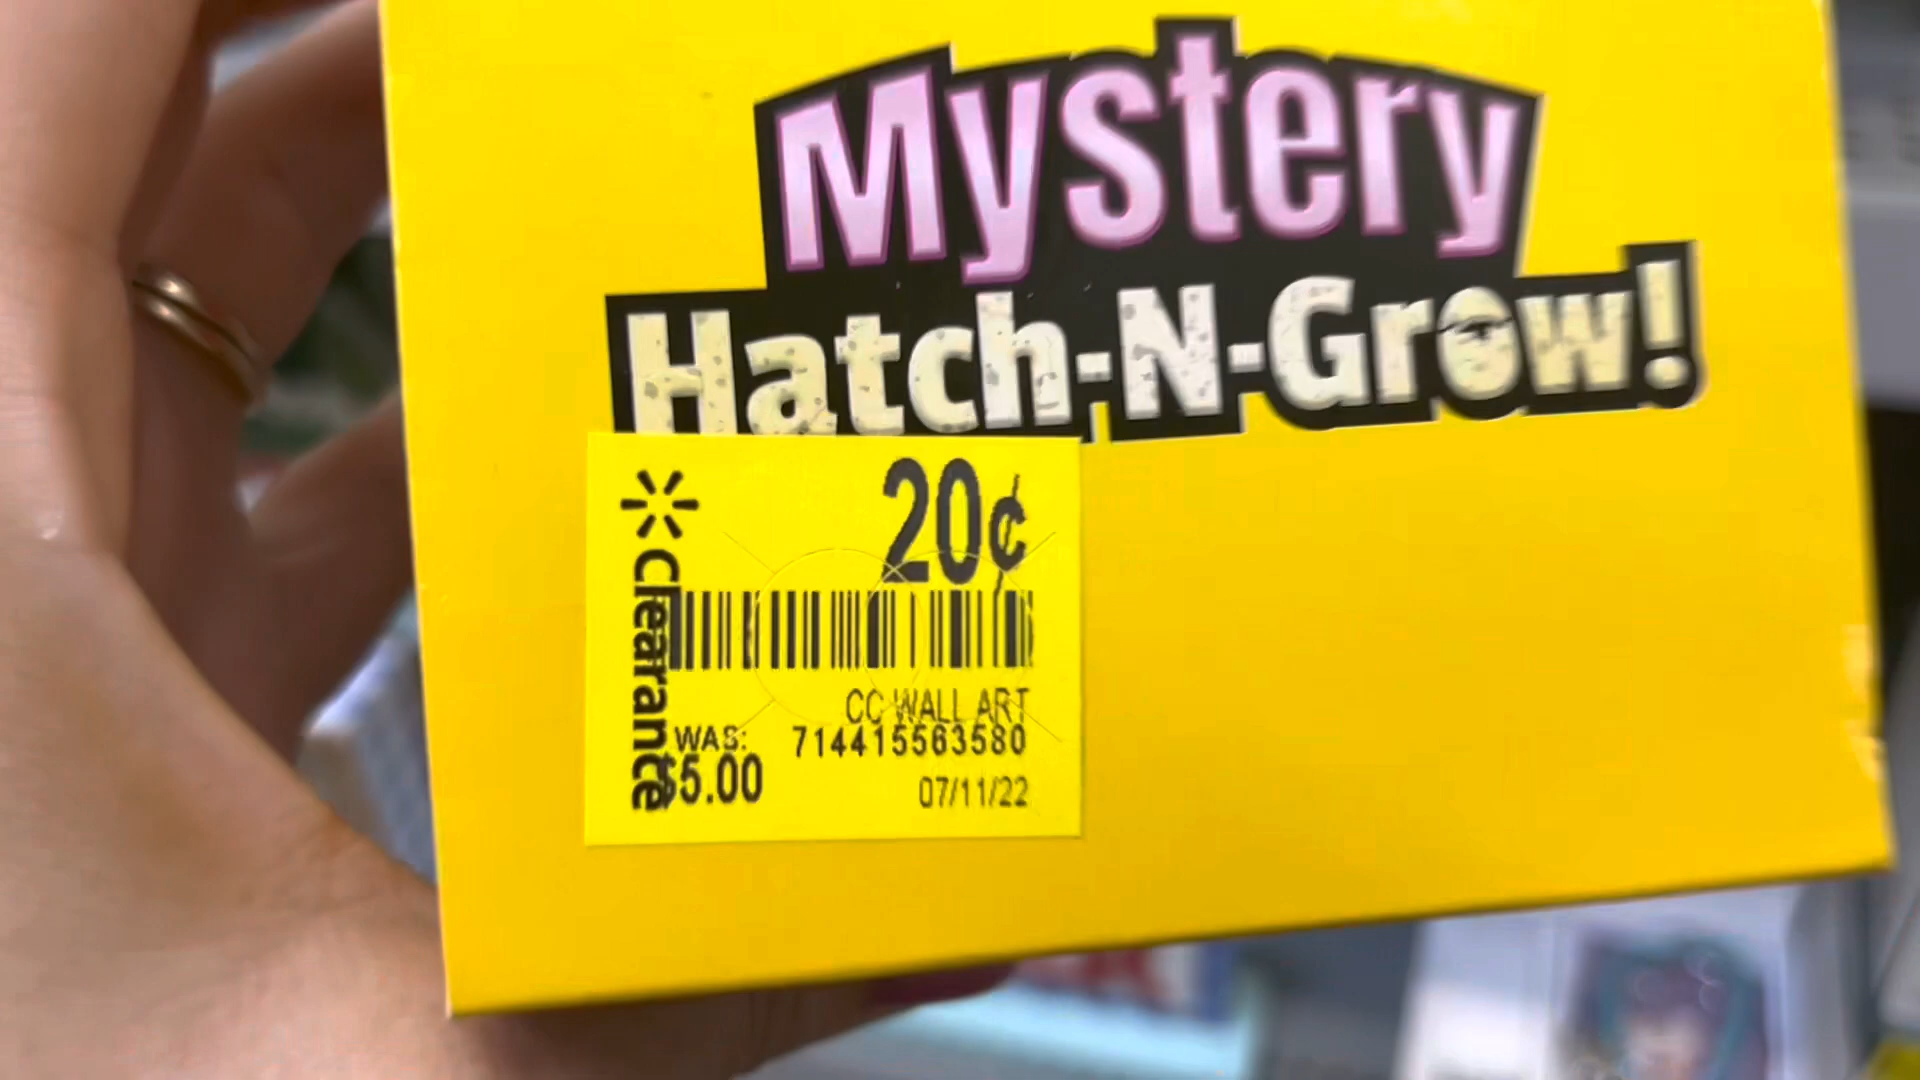 Mystery
Hatch-N-Grow!
20¢
Clearance
CC WALL ART
WAS: 714415563580
$5.00 07/11/22